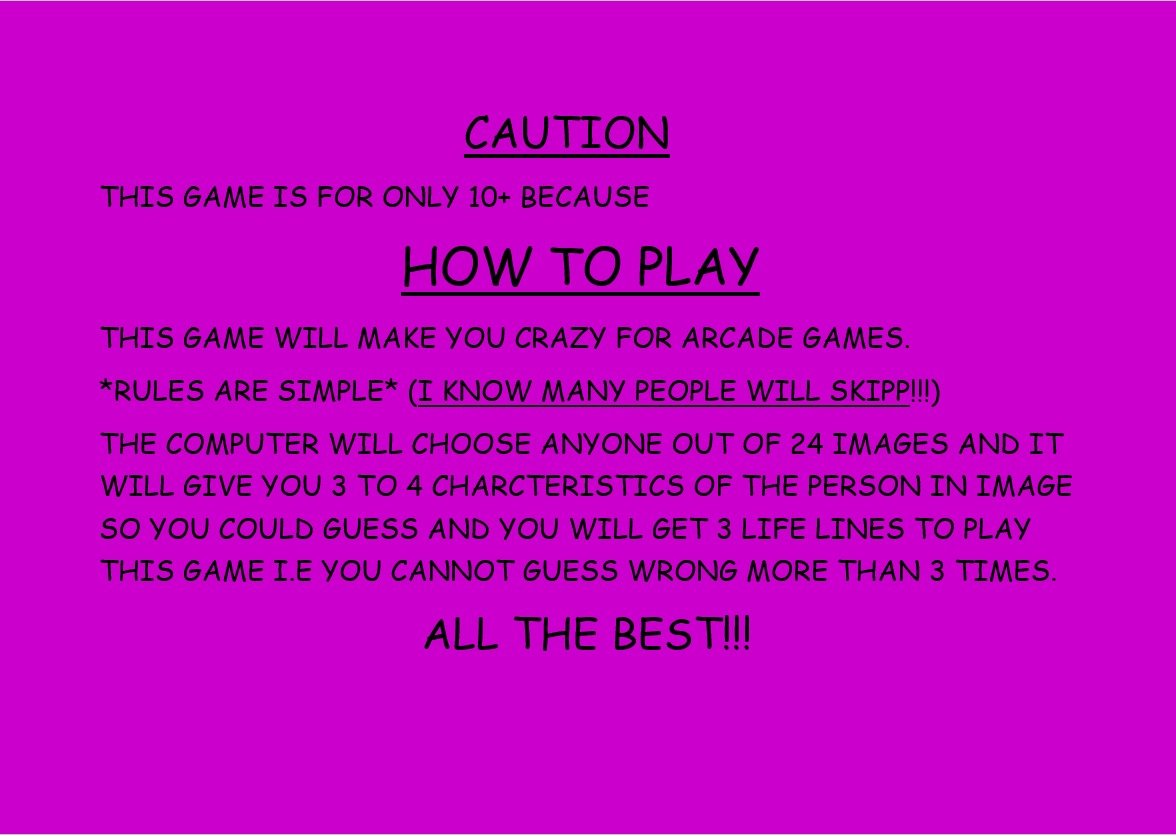 CAUTION
THIS GAME IS FOR ONLY 10+ BECAUSE
HOW TO PLAY
THIS GAME WILL MAKE YOU CRAZY FOR ARCADE GAMES.
*RULES ARE SIMPLE* (I KNOW MANY PEOPLE WILL SKIPP!!!)
THE COMPUTER WILL CHOOSE ANYONE OUT OF 24 IMAGES AND IT
WILL GIVE YOU 3 TO 4 CHARCTERISTICS OF THE PERSON IN IMAGE
SO YOU COULD GUESS AND YOU WILL GET 3 LIFE LINES TO PLAY
THIS GAME I.E YOU CANNOT GUESS WRONG MORE THAN 3 TIMES.
ALL THE BEST!!!